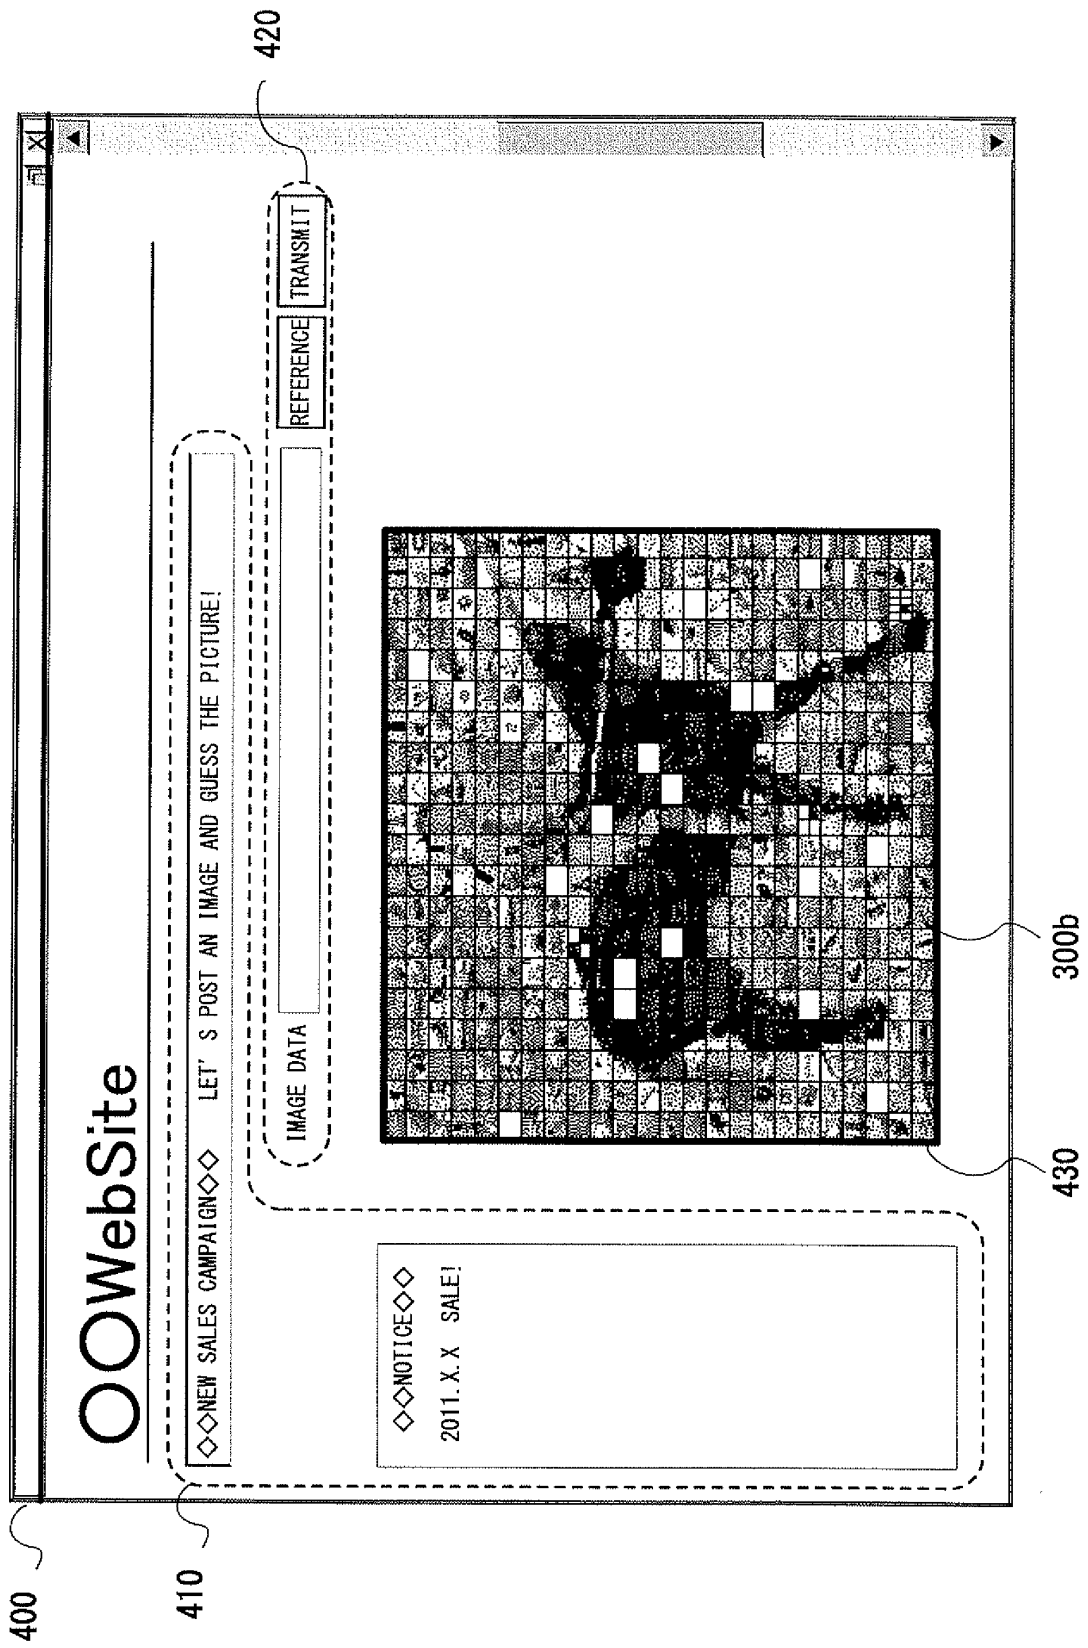 400
○○WebSite
410
◇◇NEW SALES CAMPAIGN◇◇ LET'S POST AN IMAGE AND GUESS THE PICTURE!
420
IMAGE DATA REFERENCE TRANSMIT
◇◇NOTICE◇◇
2011.X.X SALE!
430
300b